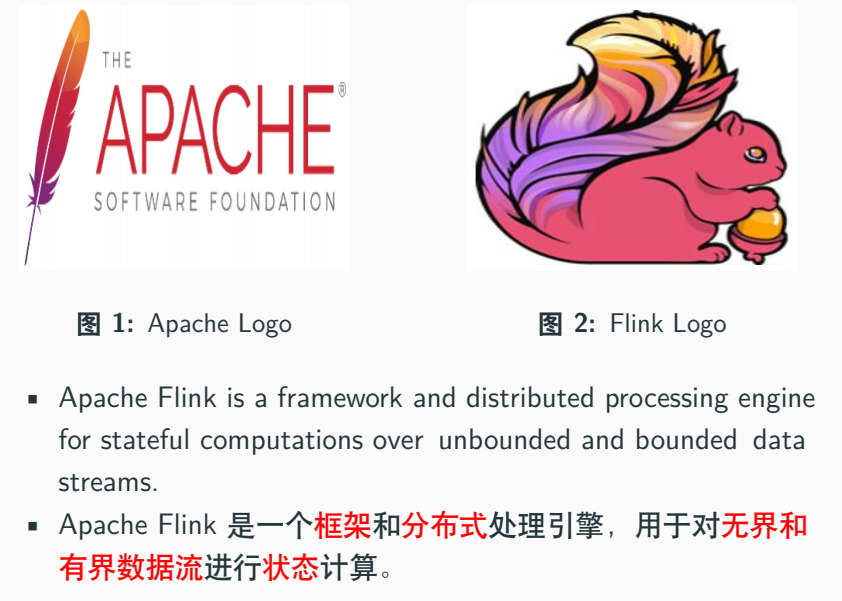 THE
APACHE®
SOFTWARE FOUNDATION
图 1: Apache Logo
图 2: Flink Logo
▪ Apache Flink is a framework and distributed processing engine
for stateful computations over unbounded and bounded data
streams.
▪ Apache Flink 是一个框架和分布式处理引擎，用于对无界和
有界数据流进行状态计算。